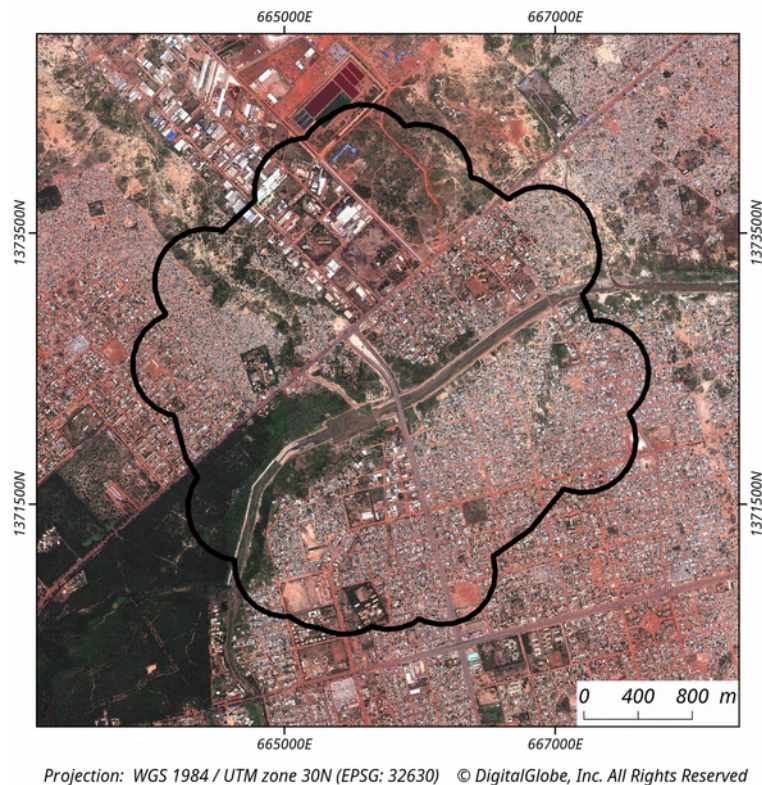 665000E 667000E
1373500N 1373500N
1371500N 1371500N
0 400 800 m
665000E 667000E
Projection: WGS 1984 / UTM zone 30N (EPSG: 32630) © DigitalGlobe, Inc. All Rights Reserved